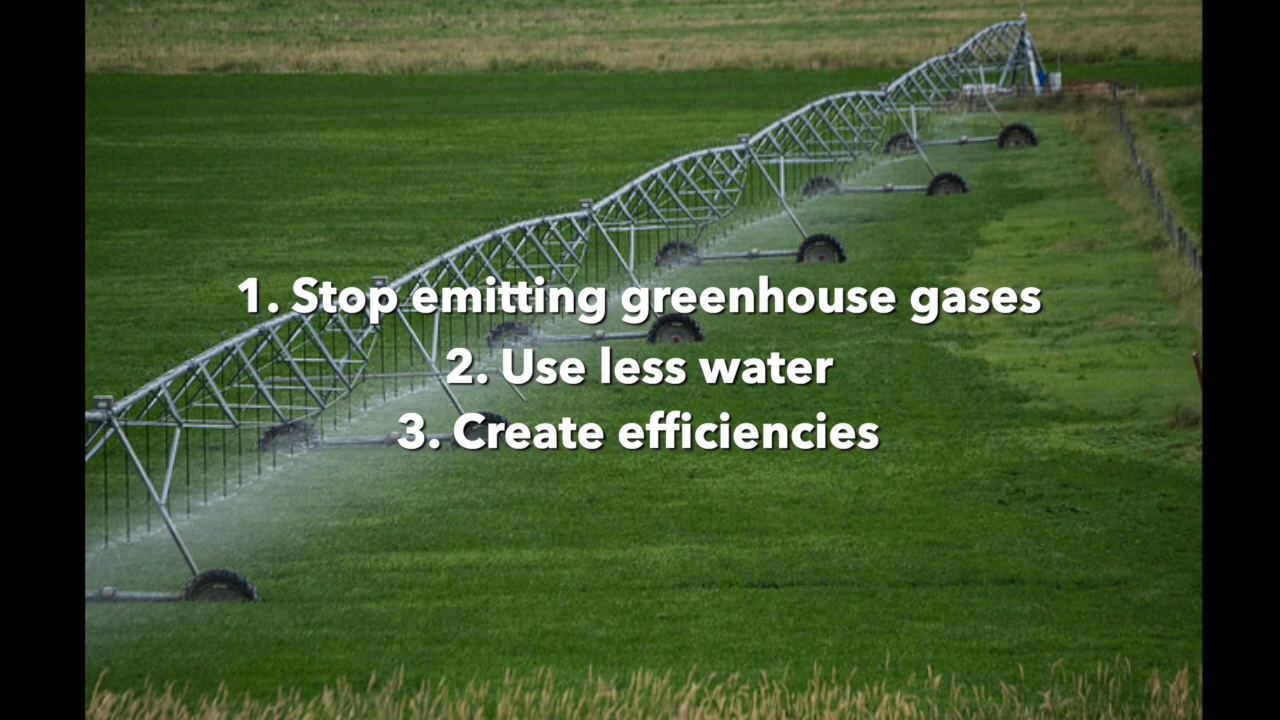 1. Stop emitting greenhouse gases
2. Use less water
3. Create efficiencies